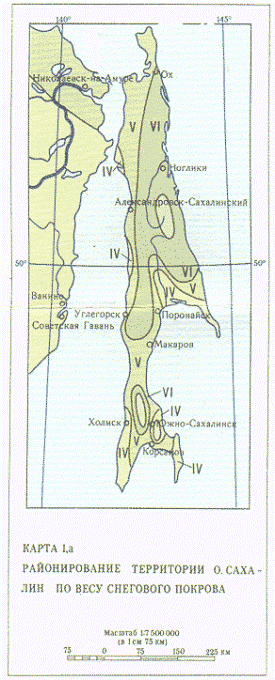 140°
145°
Николаевск-на-Амуре
Ох
V
VI
Ноглики
IV
Александровск-Сахалинский
IV
50°
50°
VI
IV
V
Ванино
Советская Гавань
Углегорск
Поронайск
Макаров
V
VI
IV
Холмск
Южно-Сахалинск
IV
V
Корсаков
IV
КАРТА 1,а
РАЙОНИРОВАНИЕ ТЕРРИТОРИИ О. САХА-
ЛИН ПО ВЕСУ СНЕГОВОГО ПОКРОВА
Масштаб 1:7 500 000
(в 1 см 75 км)
75 0 75 150 225 км